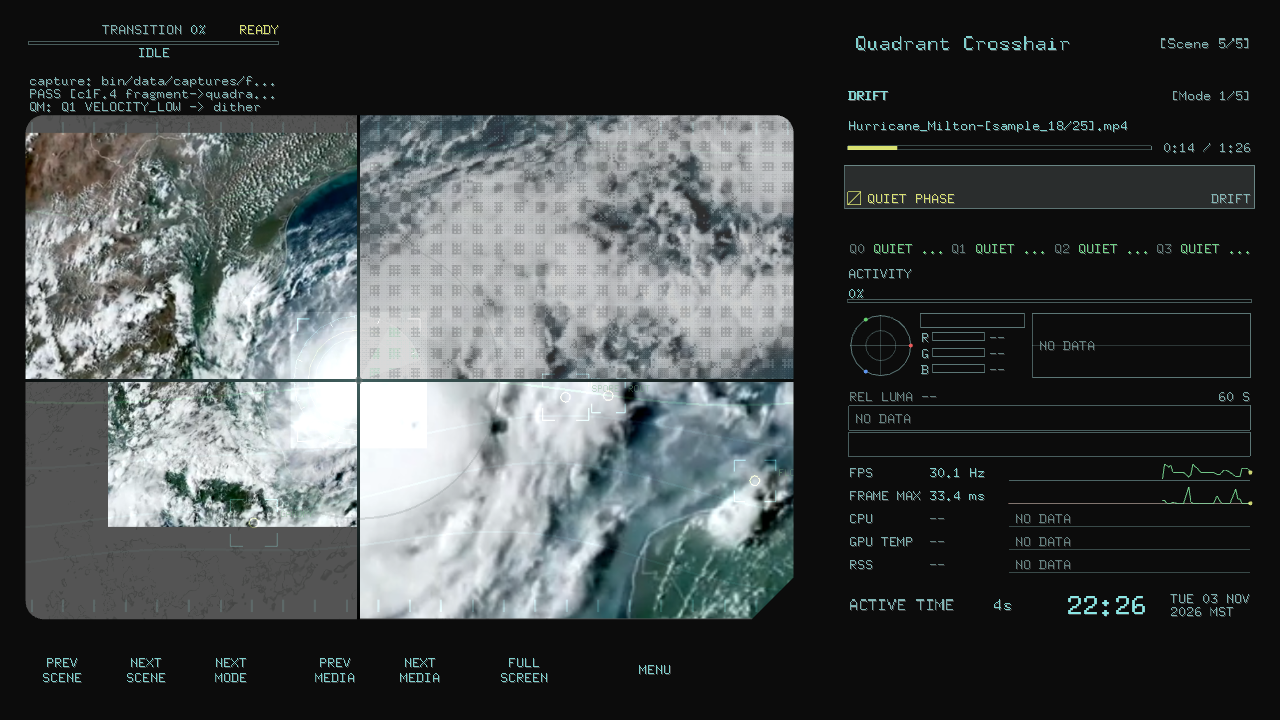 TRANSITION 0% READY
IDLE
capture: bin/data/captures/f...
PASS [c1F.4 fragment->quadra...
QM: Q1 VELOCITY_LOW -> dither
Quadrant Crosshair [Scene 5/5]
DRIFT [Mode 1/5]
Hurricane_Milton-[sample_18/25].mp4
0:14 / 1:26
QUIET PHASE DRIFT
Q0 QUIET ... Q1 QUIET ... Q2 QUIET ... Q3 QUIET ...
ACTIVITY
0%
R --
G --
B --
NO DATA
REL LUMA -- 60 S
NO DATA
FPS 30.1 Hz
FRAME MAX 33.4 ms
CPU -- NO DATA
GPU TEMP -- NO DATA
RSS -- NO DATA
ACTIVE TIME 4s 22:26 TUE 03 NOV
2026 MST
PREV SCENE
NEXT SCENE
NEXT MODE
PREV MEDIA
NEXT MEDIA
FULL SCREEN
MENU